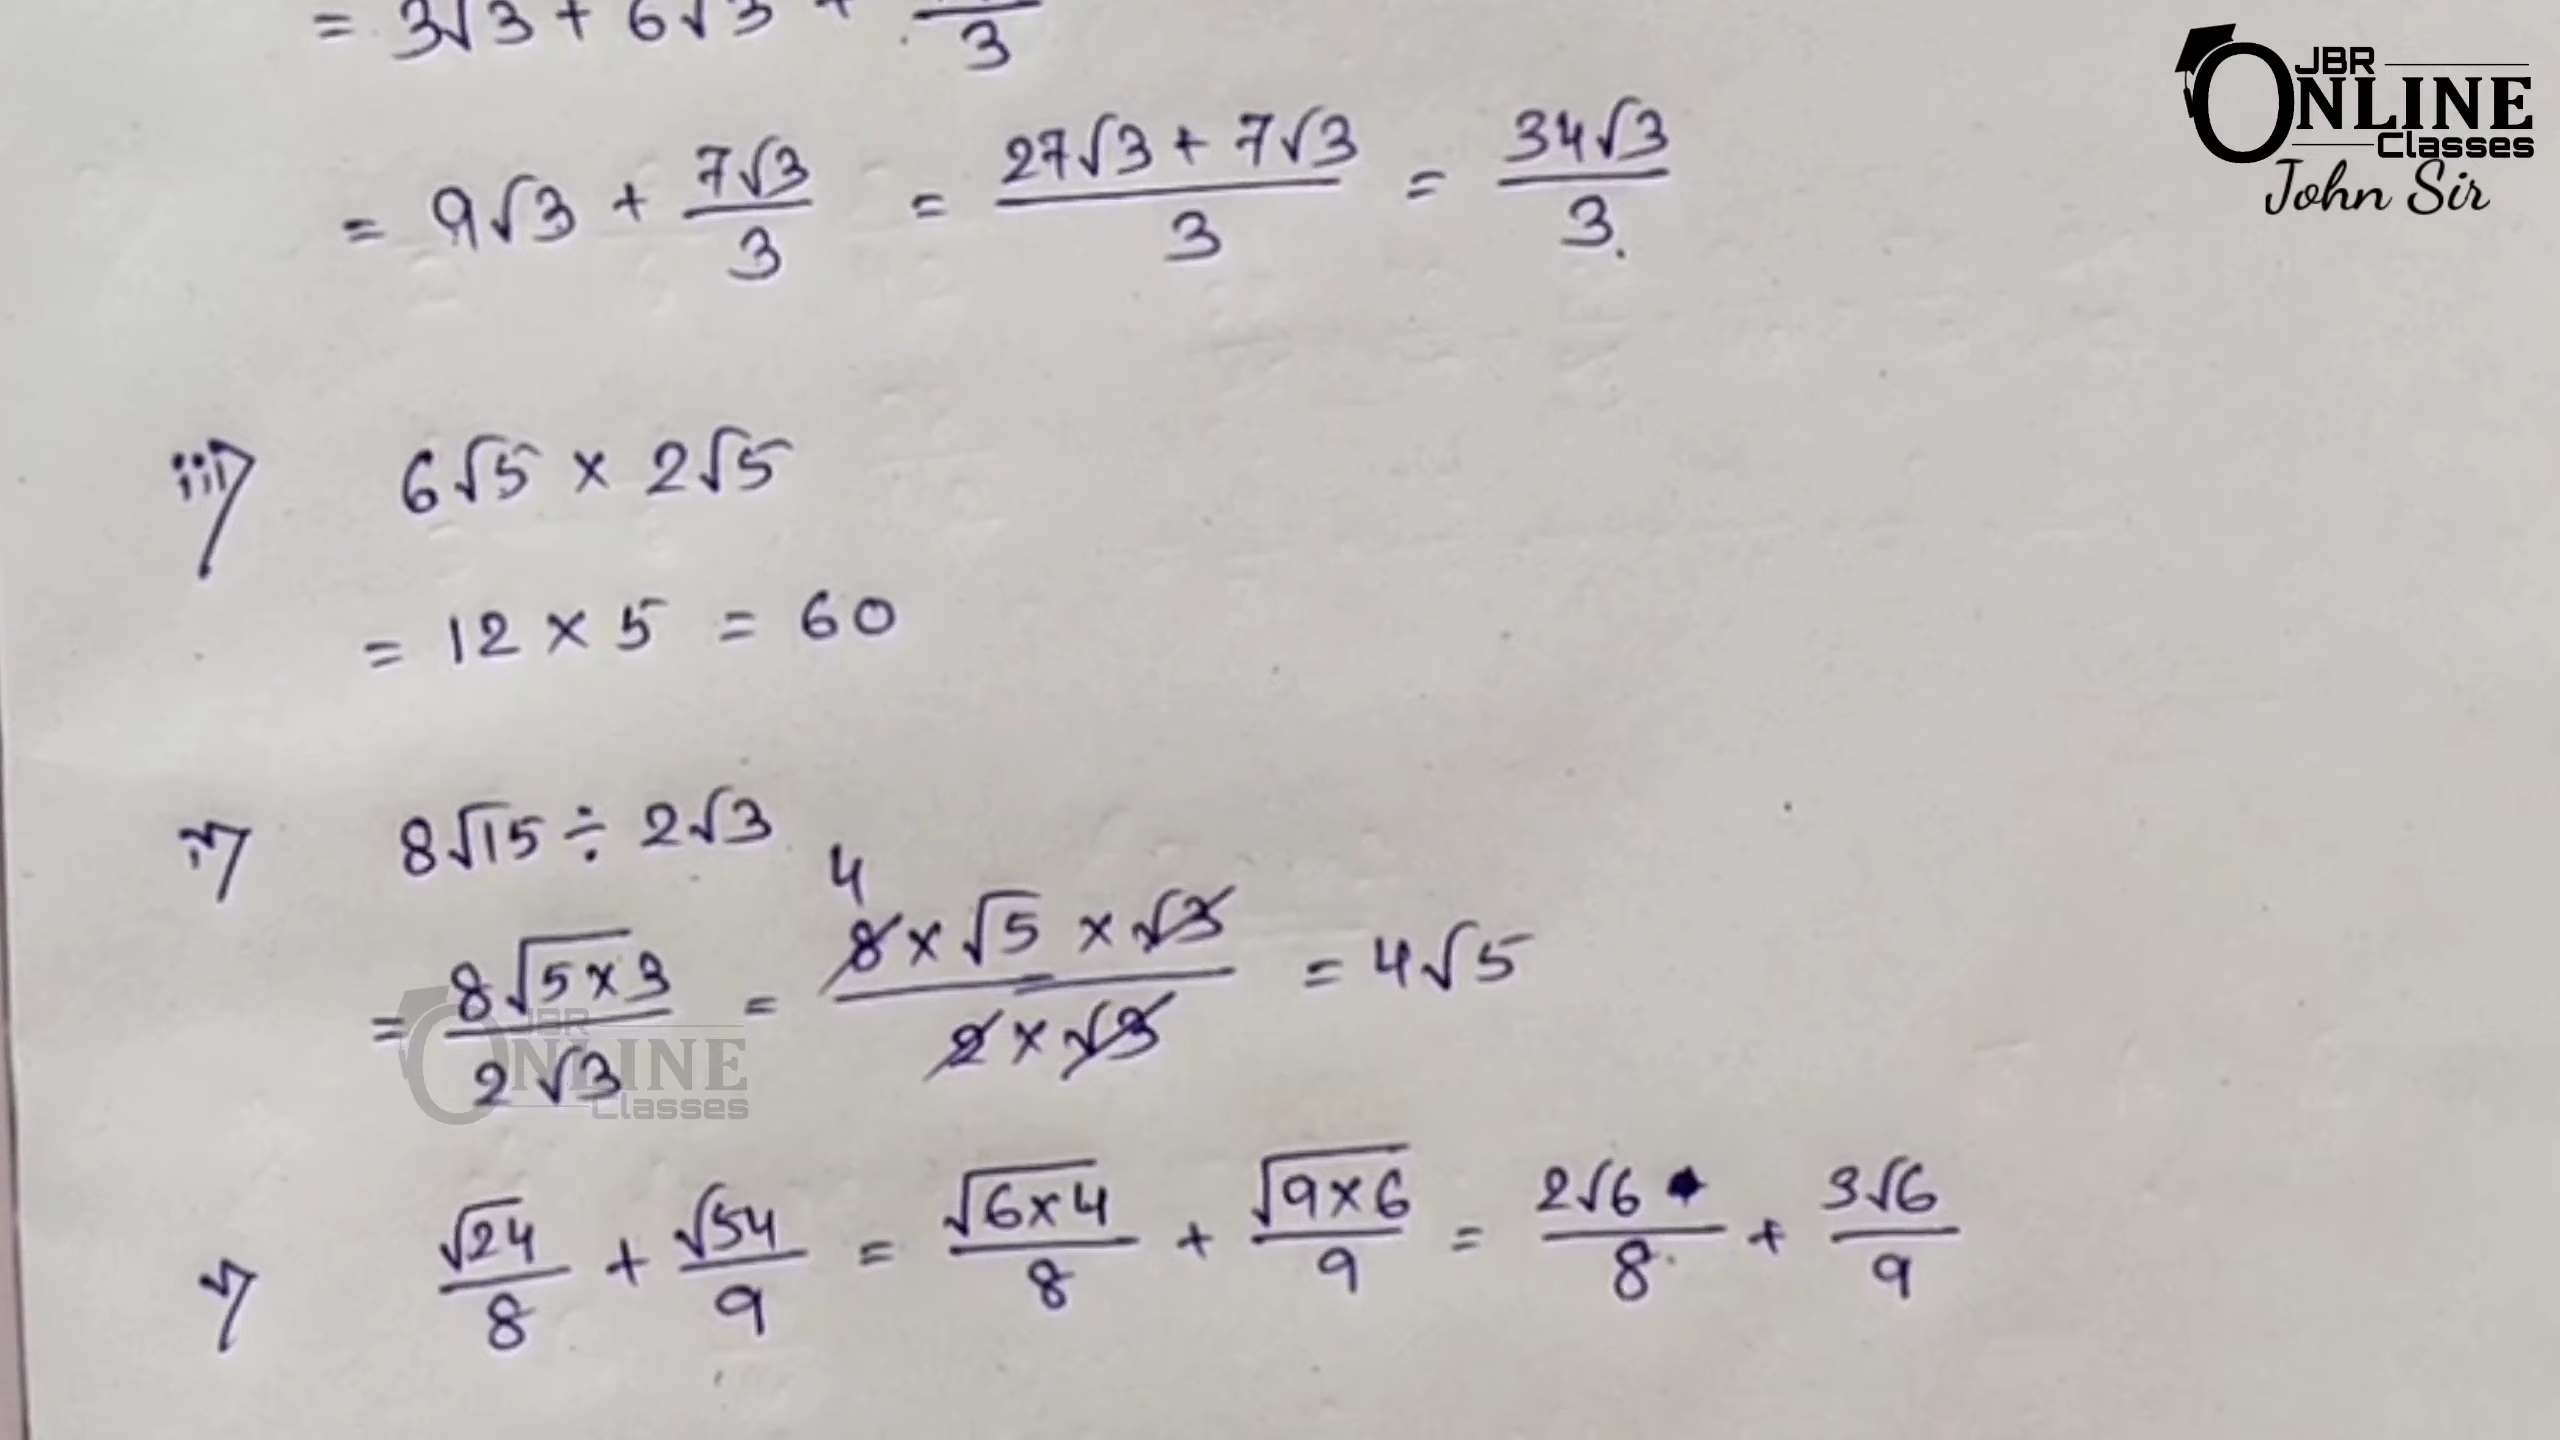 = 3√3 + 6√3 + /3
JBR
ONLINE
Classes
John Sir
= 9√3 + 7√3/3 = 27√3 + 7√3/3 = 34√3/3.
iii) 6√5 × 2√5
= 12 × 5 = 60
iv) 8√15 ÷ 2√3
4
= 8√5×3/2√3 = 8×√5 ×√3/2×√3 = 4√5
JBR
ONLINE
Classes
v) √24/8 + √54/9 = √6×4/8 + √9×6/9 = 2√6/8 + 3√6/9